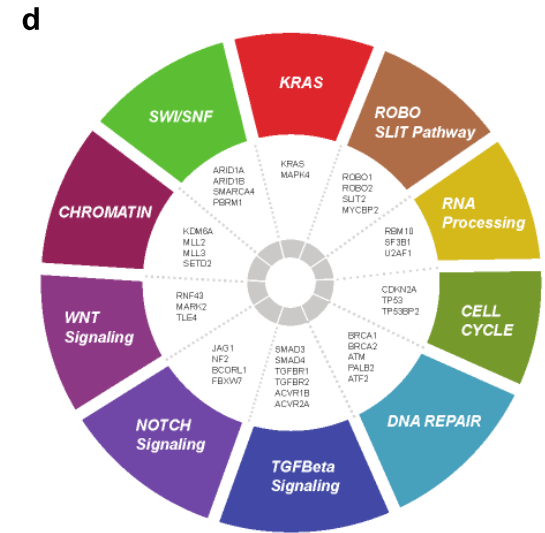 d
KRAS
KRAS
MAPK4
ROBO
SLIT Pathway
ROBO1
ROBO2
SLIT2
MYCBP2
RNA
Processing
RBM10
SF3B1
U2AF1
CELL
CYCLE
CDKN2A
TP53
TP53BP2
DNA REPAIR
BRCA1
BRCA2
ATM
PALB2
ATF2
TGFBeta
Signaling
SMAD3
SMAD4
TGFBR1
TGFBR2
ACVR1B
ACVR2A
NOTCH
Signaling
JAG1
NF2
BCORL1
FBXW7
WNT
Signaling
RNF43
MARK2
TLE4
CHROMATIN
KDM6A
MLL2
MLL3
SETD2
SWI/SNF
ARID1A
ARID1B
SMARCA4
PBRM1